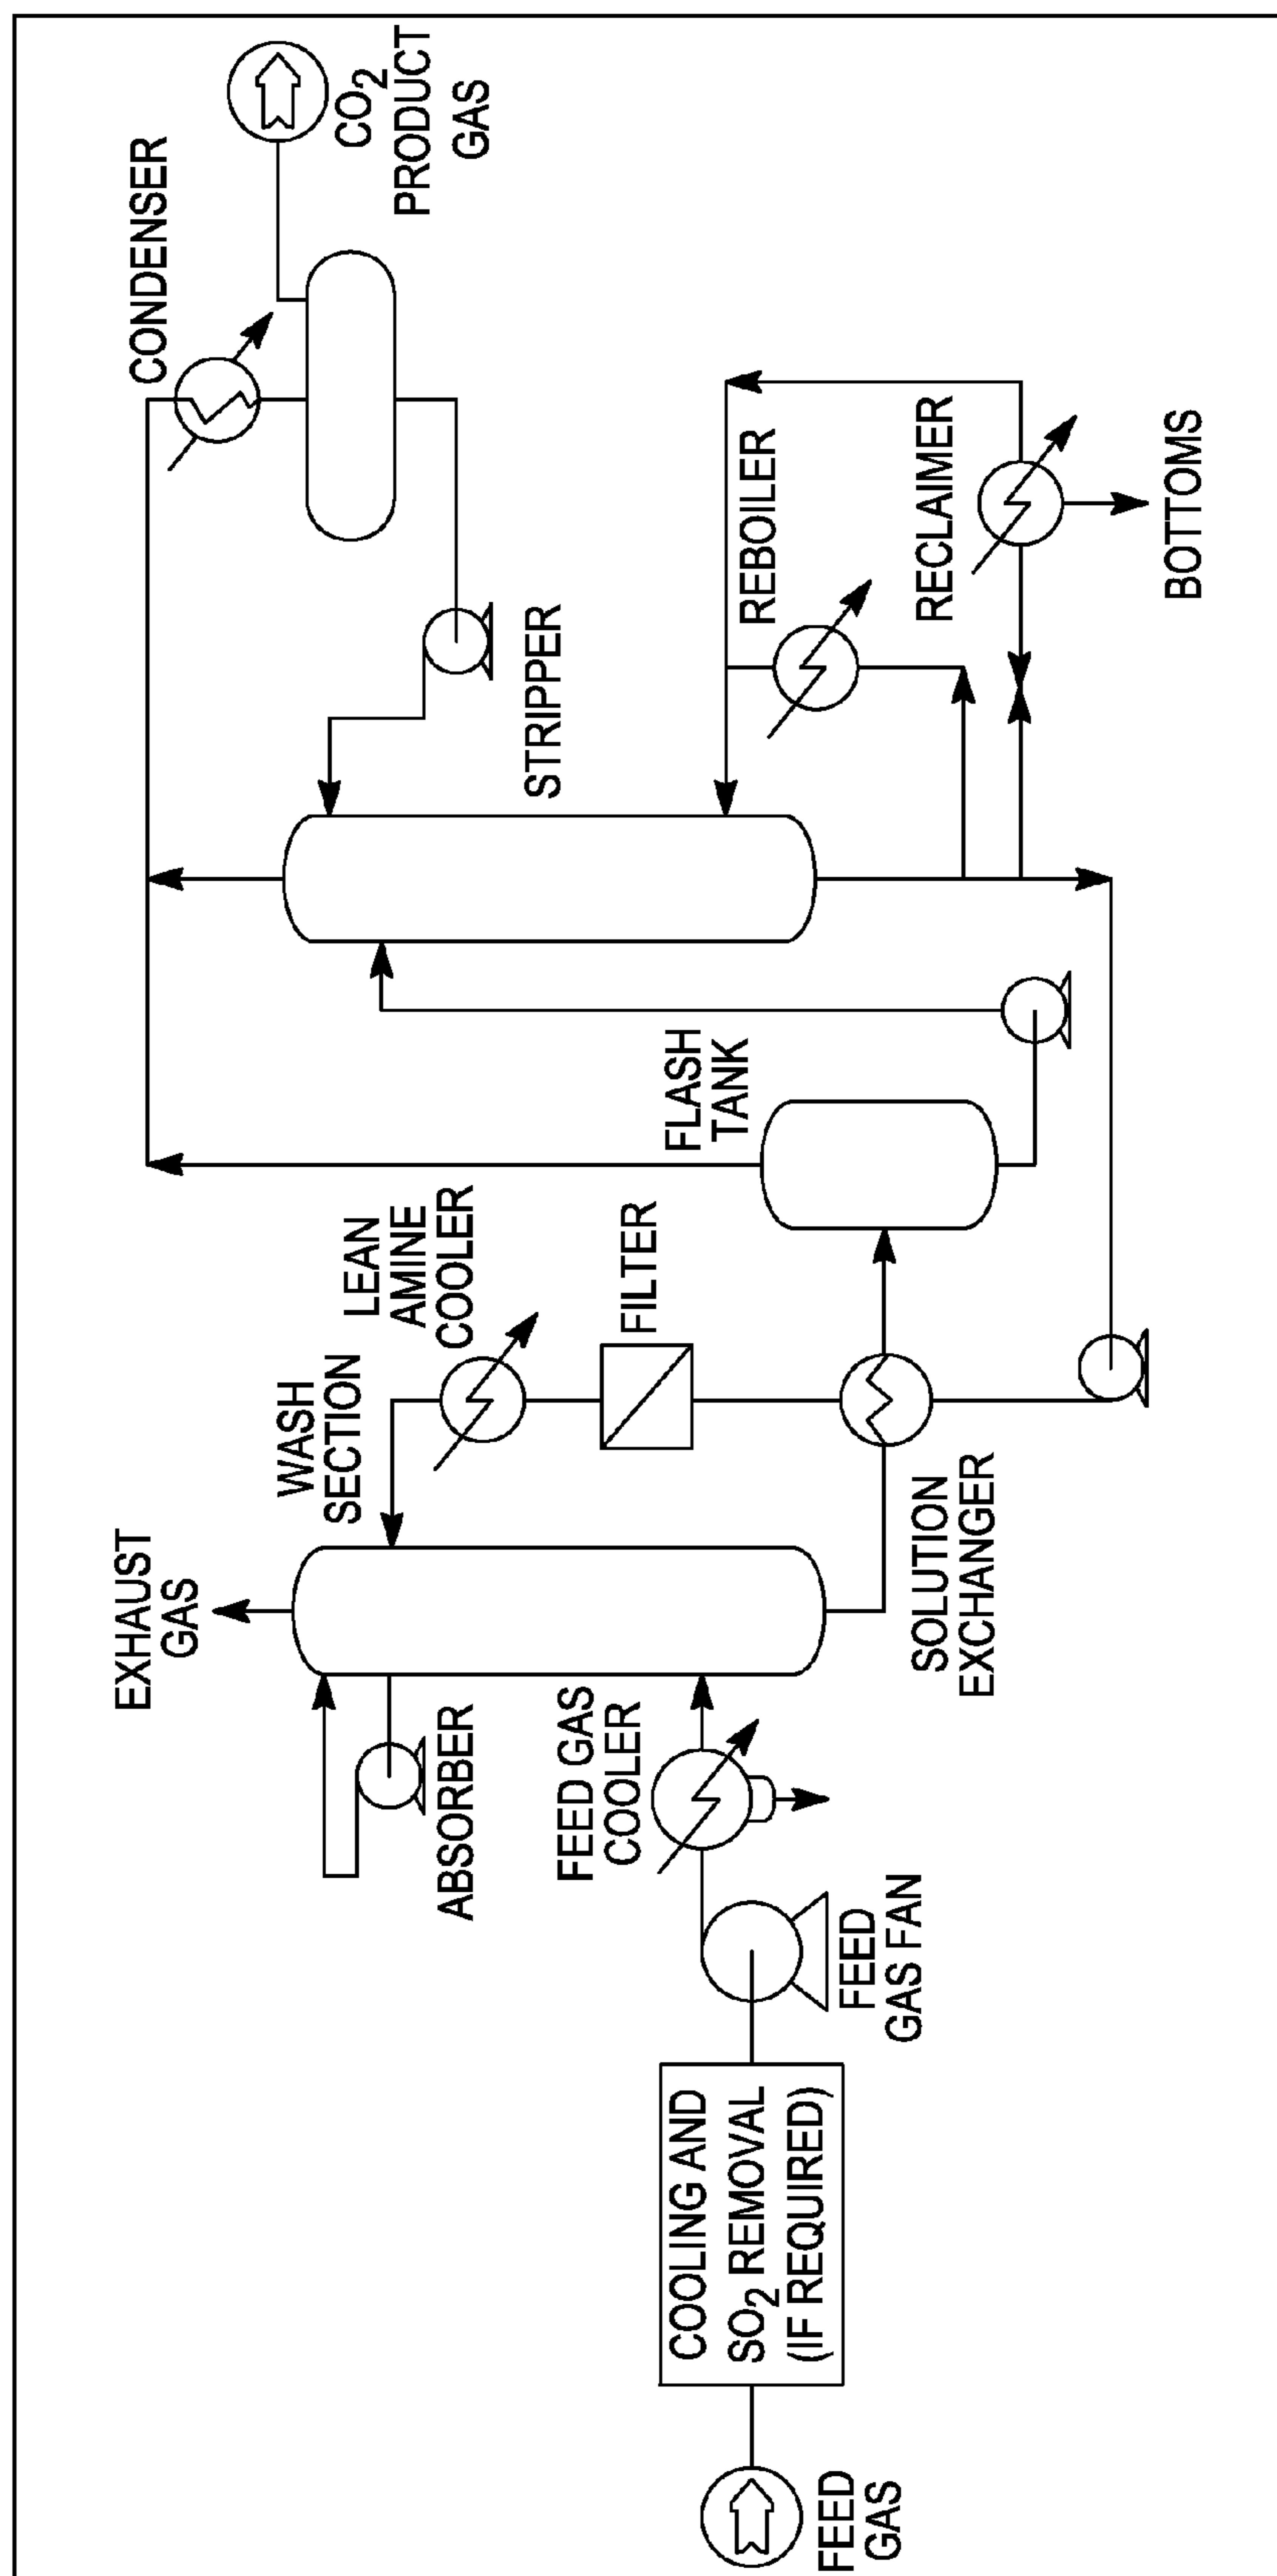 EXHAUST
GAS
WASH
SECTION
LEAN
AMINE
COOLER
CONDENSER
CO2
PRODUCT
GAS
ABSORBER
FEED GAS
COOLER
FILTER
FLASH
TANK
STRIPPER
REBOILER
RECLAIMER
BOTTOMS
COOLING AND
SO2 REMOVAL
(IF REQUIRED)
FEED
GAS
FEED
GAS FAN
SOLUTION
EXCHANGER